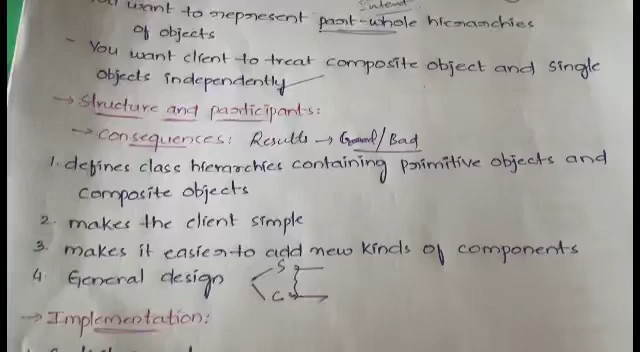 Intent
You want to represent part-whole hierarchies
of objects
- You want client to treat composite object and single
objects independently
→ Structure and participants:
→ Consequences: Results → Good/Bad
1. defines class hierarchies containing primitive objects and
composite objects
2. makes the client simple
3. makes it easier to add new kinds of components
4. General design < S C
→ Implementation: